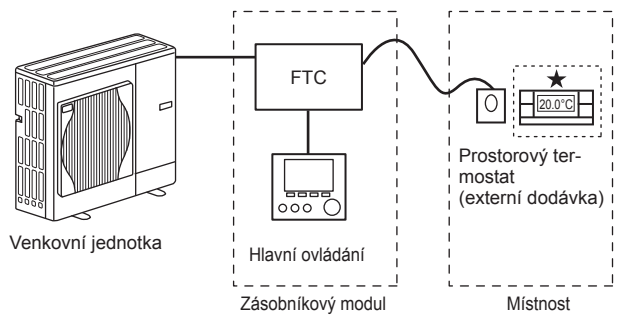 FTC
20.0°C
Prostorový ter-
mostat
(externí dodávka)
Venkovní jednotka
Hlavní ovládání
Zásobníkový modul
Místnost